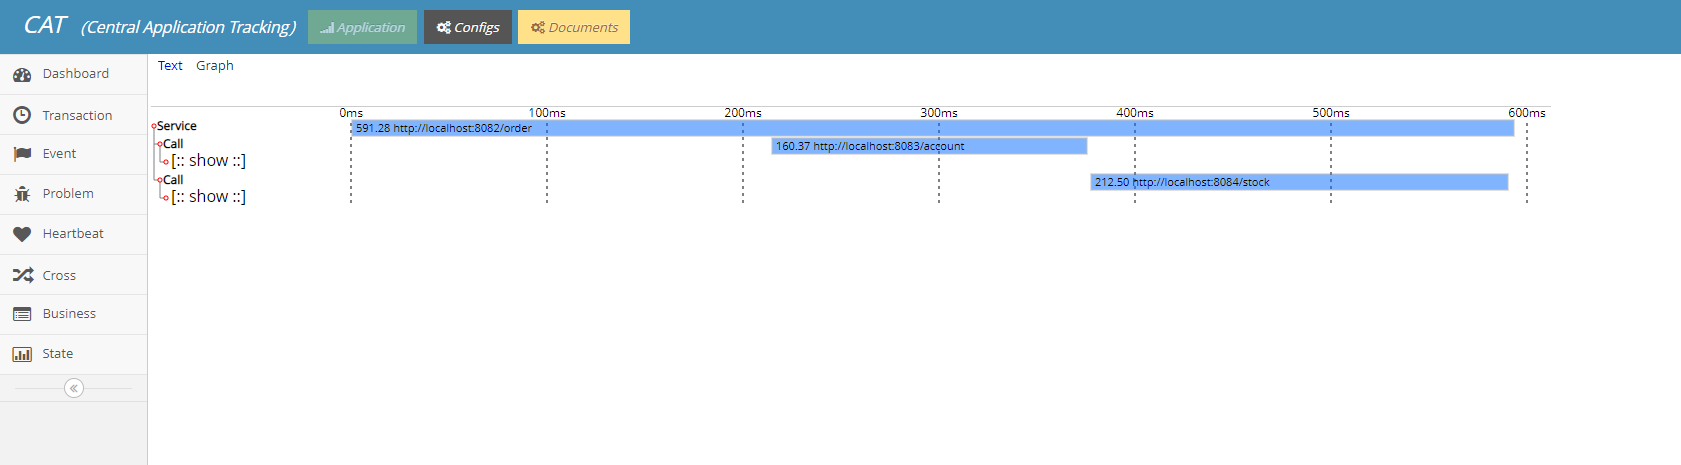 CAT (Central Application Tracking) Application Configs Documents
Dashboard
Transaction
Event
Problem
Heartbeat
Cross
Business
State
Text Graph
0ms 100ms 200ms 300ms 400ms 500ms 600ms
Service 591.28 http://localhost:8082/order
Call 160.37 http://localhost:8083/account
[:: show ::]
Call 212.50 http://localhost:8084/stock
[:: show ::]